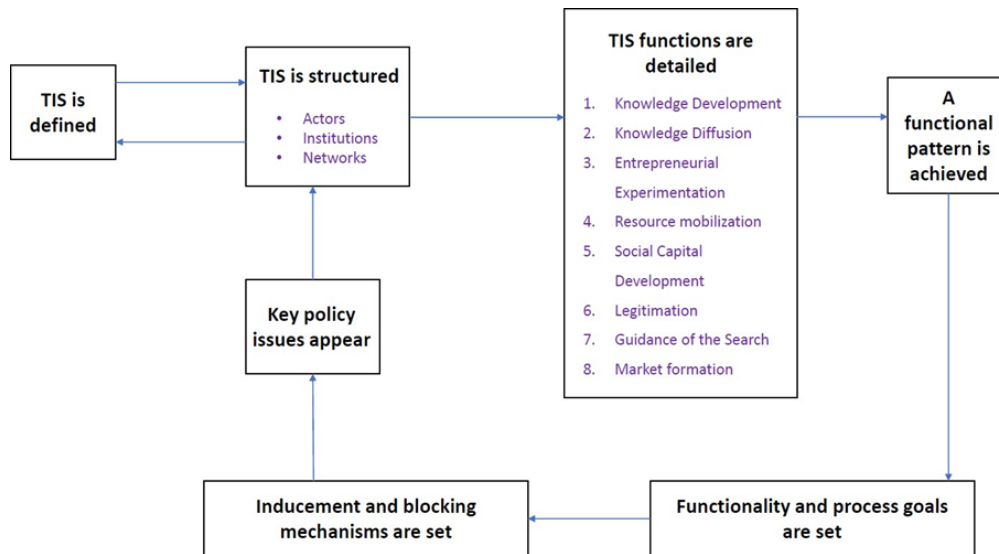 TIS is
defined
TIS is structured
• Actors
• Institutions
• Networks
TIS functions are
detailed
1. Knowledge Development
2. Knowledge Diffusion
3. Entrepreneurial
Experimentation
4. Resource mobilization
5. Social Capital
Development
6. Legitimation
7. Guidance of the Search
8. Market formation
A
functional
pattern is
achieved
Key policy
issues appear
Inducement and blocking
mechanisms are set
Functionality and process goals
are set